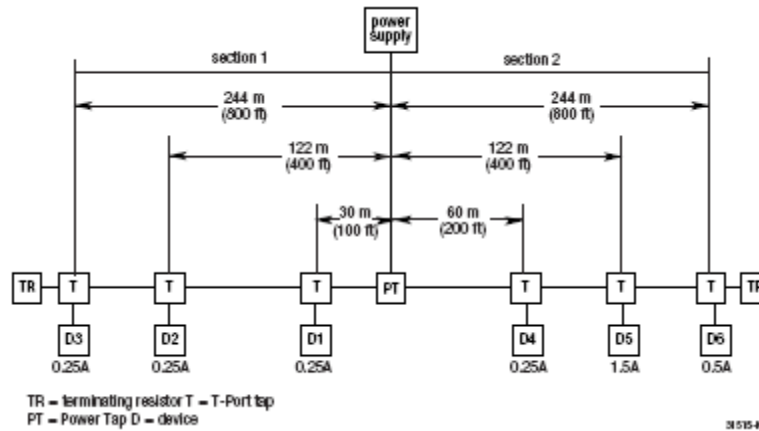 power
supply
section 1
section 2
244 m
(800 ft)
244 m
(800 ft)
122 m
(400 ft)
122 m
(400 ft)
30 m
(100 ft)
60 m
(200 ft)
TR T T T PT T T T TR
D3 D2 D1 D4 D5 D6
0.25A 0.25A 0.25A 0.25A 1.5A 0.5A
TR = terminating resistor T = T-Port tap
PT = Power Tap D = device